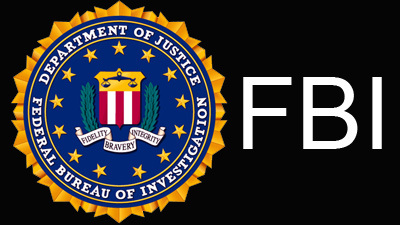 DEPARTMENT OF JUSTICE
FIDELITY
BRAVERY
INTEGRITY
FEDERAL BUREAU OF INVESTIGATION
FBI